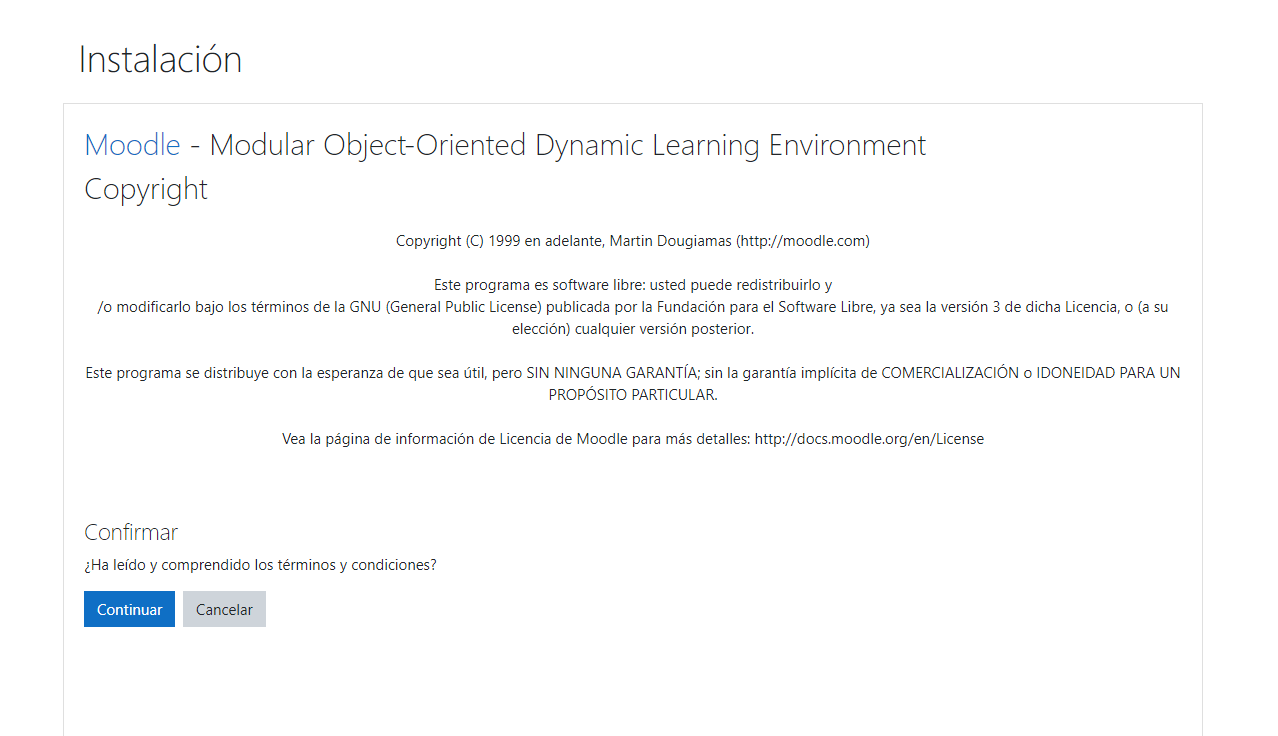 Instalación
Moodle - Modular Object-Oriented Dynamic Learning Environment
Copyright
Copyright (C) 1999 en adelante, Martin Dougiamas (http://moodle.com)
Este programa es software libre: usted puede redistribuirlo y
/o modificarlo bajo los términos de la GNU (General Public License) publicada por la Fundación para el Software Libre, ya sea la versión 3 de dicha Licencia, o (a su
elección) cualquier versión posterior.
Este programa se distribuye con la esperanza de que sea útil, pero SIN NINGUNA GARANTÍA; sin la garantía implícita de COMERCIALIZACIÓN o IDONEIDAD PARA UN
PROPÓSITO PARTICULAR.
Vea la página de información de Licencia de Moodle para más detalles: http://docs.moodle.org/en/License
Confirmar
¿Ha leído y comprendido los términos y condiciones?
Continuar Cancelar